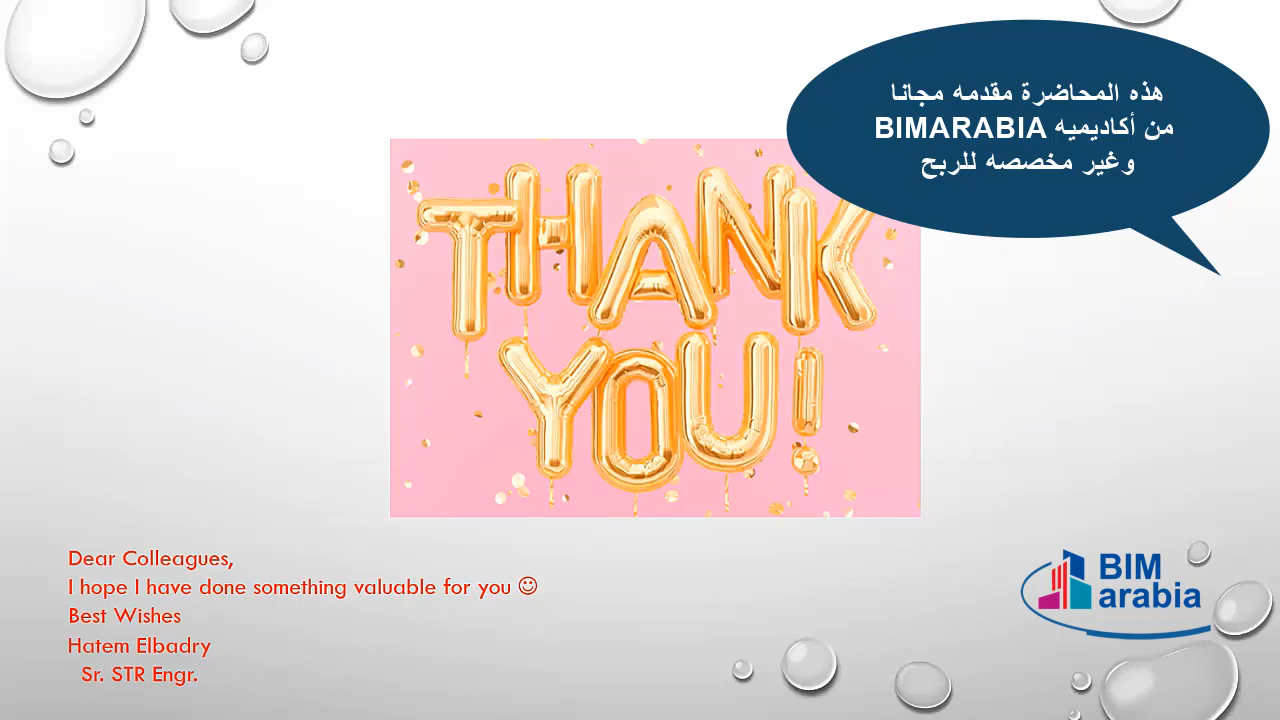 هذه المحاضرة مقدمه مجانا
من أكاديميه BIMARABIA
وغير مخصصه للربح
THANK
YOU!
Dear Colleagues,
I hope I have done something valuable for you ☺
Best Wishes
Hatem Elbadry
Sr. STR Engr.
BIM
arabia